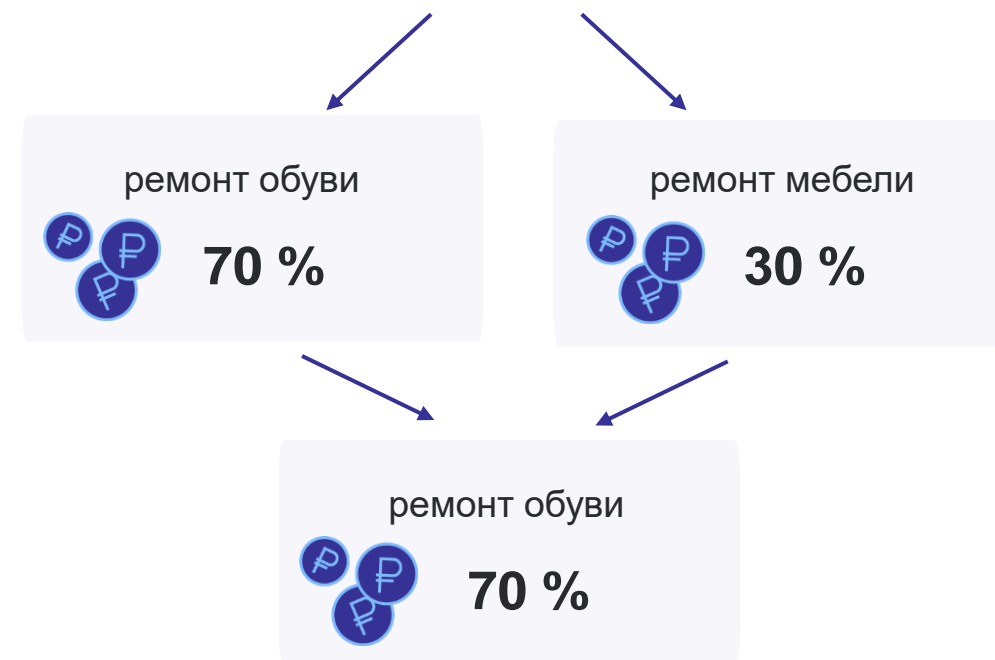 ремонт обуви
70 %
ремонт мебели
30 %
ремонт обуви
70 %